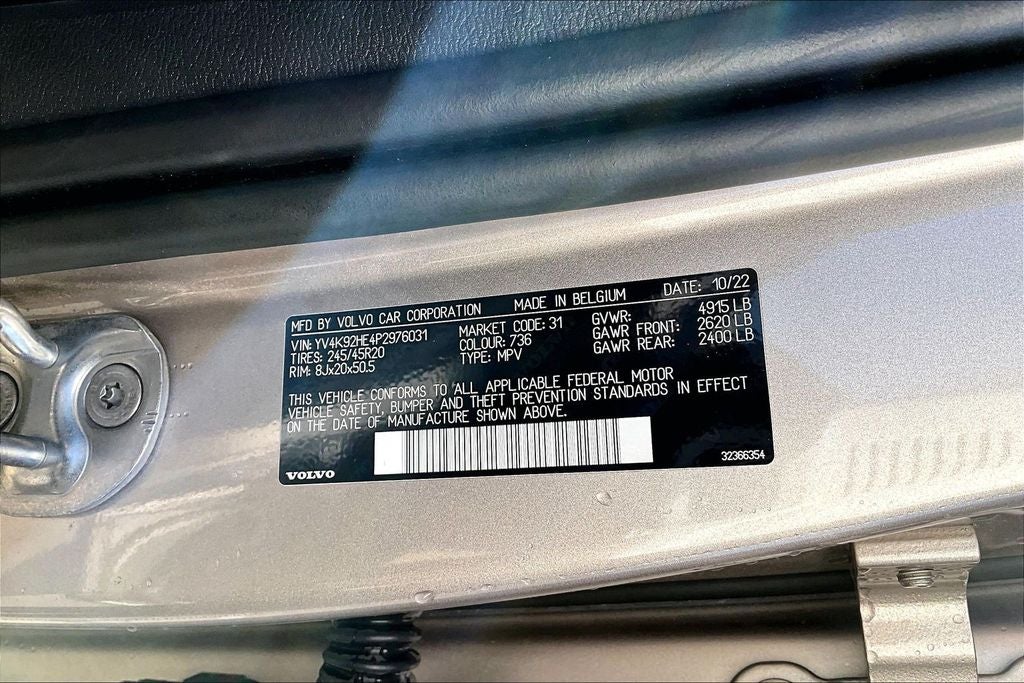 MFD BY VOLVO CAR CORPORATION MADE IN BELGIUM DATE: 10/22
VIN: YV4K92HE4P2976031 MARKET CODE: 31 GVWR: 4915 LB
TIRES: 245/45R20 COLOUR: 736 GAWR FRONT: 2620 LB
RIM: 8Jx20x50.5 TYPE: MPV GAWR REAR: 2400 LB
THIS VEHICLE CONFORMS TO ALL APPLICABLE FEDERAL MOTOR
VEHICLE SAFETY, BUMPER AND THEFT PREVENTION STANDARDS IN EFFECT
ON THE DATE OF MANUFACTURE SHOWN ABOVE.
VOLVO 32366354